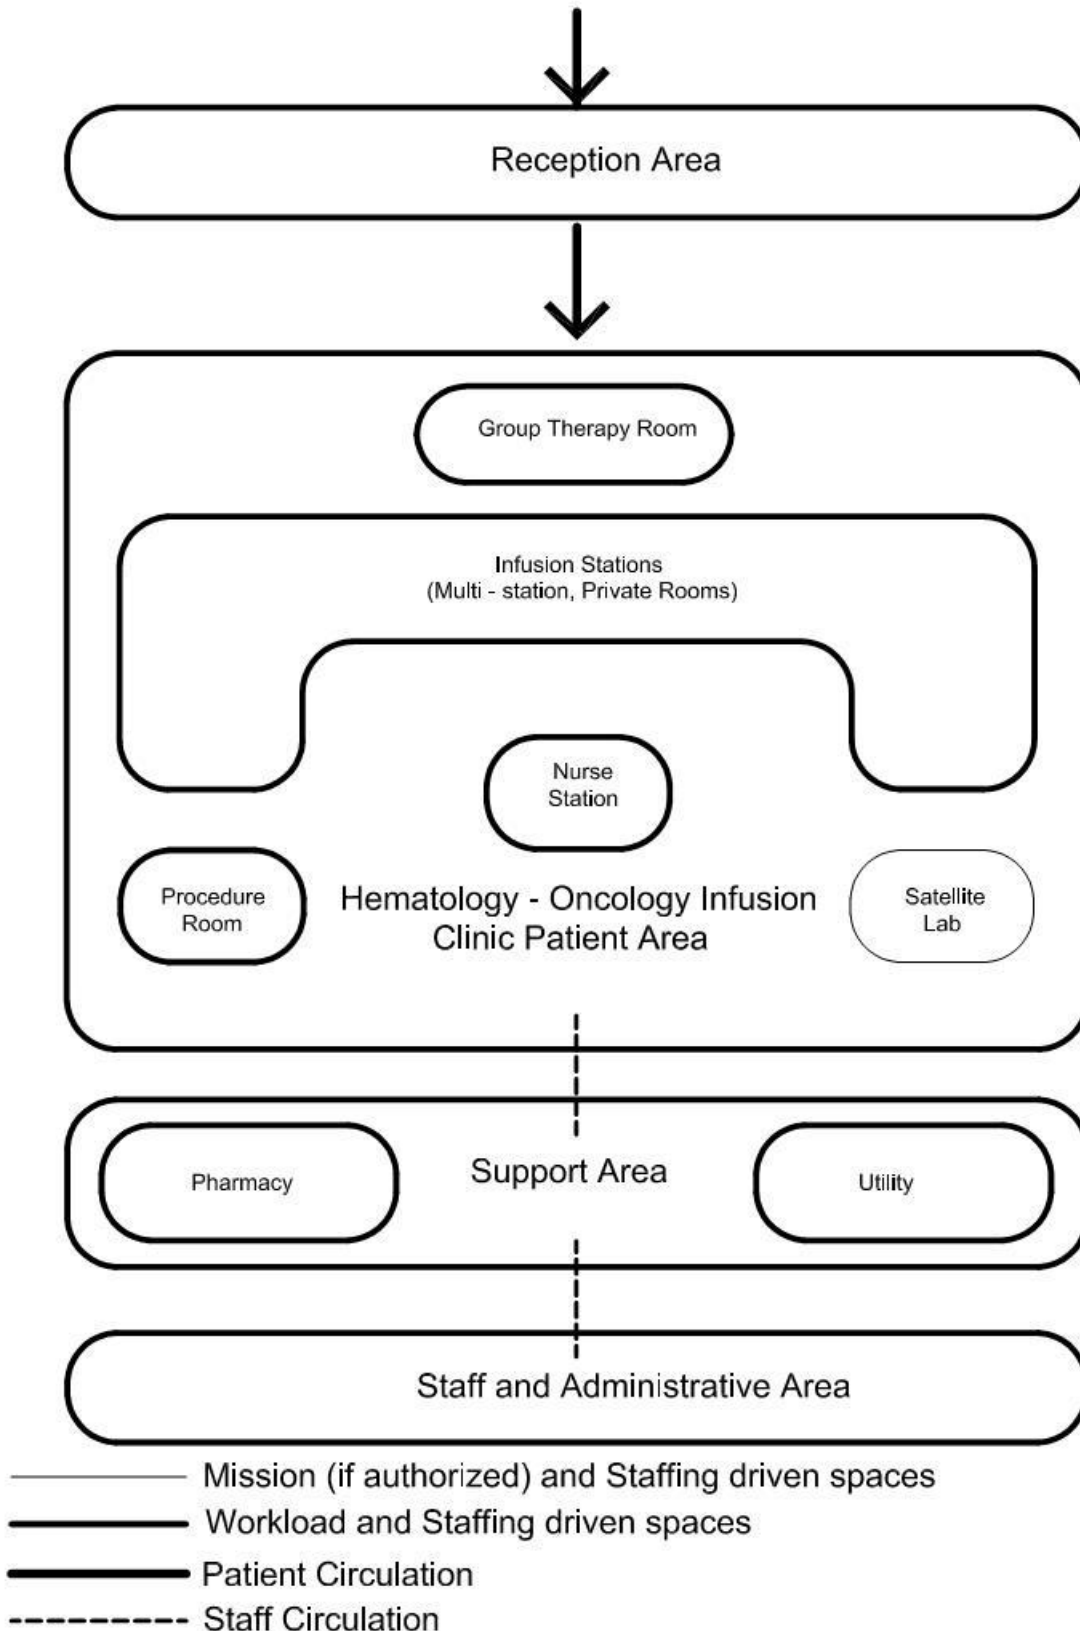 Reception Area
Group Therapy Room
Infusion Stations
(Multi - station, Private Rooms)
Nurse
Station
Procedure
Room
Hematology - Oncology Infusion
Clinic Patient Area
Satellite
Lab
Pharmacy
Support Area
Utility
Staff and Administrative Area
Mission (if authorized) and Staffing driven spaces
Workload and Staffing driven spaces
Patient Circulation
Staff Circulation